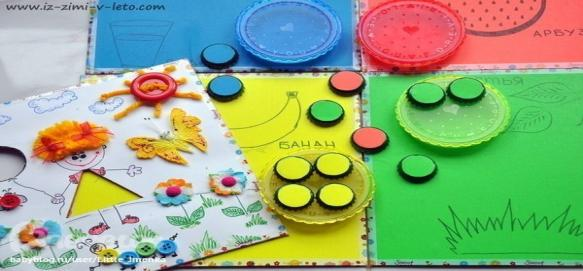 www.iz-zimi-v-leto.com
АРБУЗ
БАНАН
babyblog.ru/user/Little_imonka